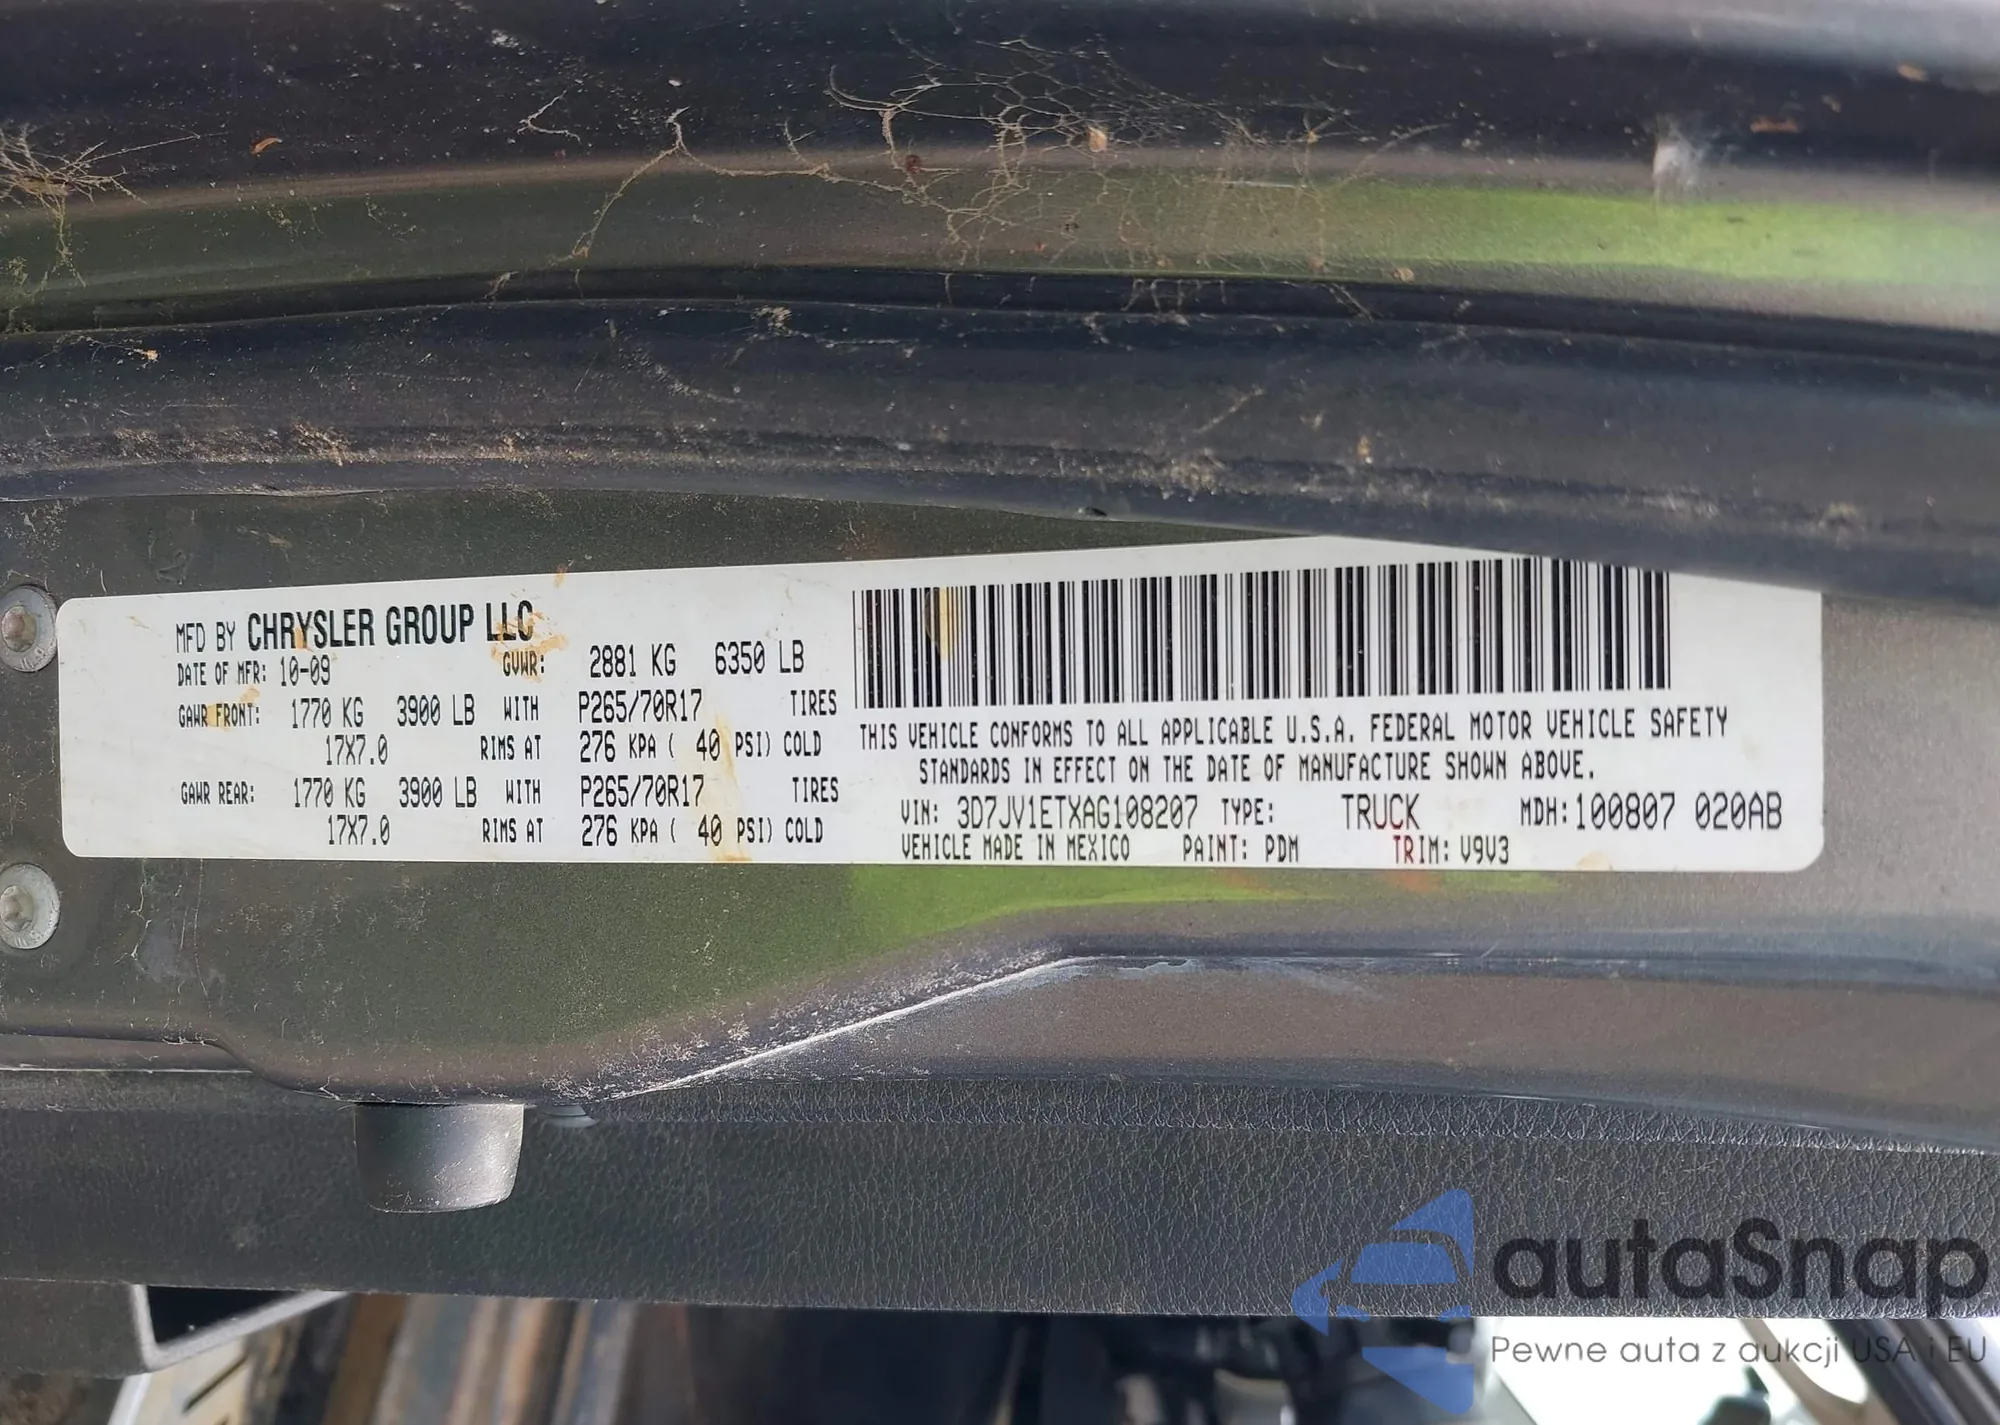 MFD BY CHRYSLER GROUP LLC
DATE OF MFR: 10-09 GVWR: 2881 KG 6350 LB
GAWR FRONT: 1770 KG 3900 LB WITH P265/70R17 TIRES
17X7.0 RIMS AT 276 KPA ( 40 PSI) COLD
GAWR REAR: 1770 KG 3900 LB WITH P265/70R17 TIRES
17X7.0 RIMS AT 276 KPA ( 40 PSI) COLD
THIS VEHICLE CONFORMS TO ALL APPLICABLE U.S.A. FEDERAL MOTOR VEHICLE SAFETY
STANDARDS IN EFFECT ON THE DATE OF MANUFACTURE SHOWN ABOVE.
VIN: 3D7JV1ETXAG108207 TYPE: TRUCK MDH:100807 020AB
VEHICLE MADE IN MEXICO PAINT: PDM TRIM: V9V3
autaSnap
Pewne auta z aukcji USA i EU